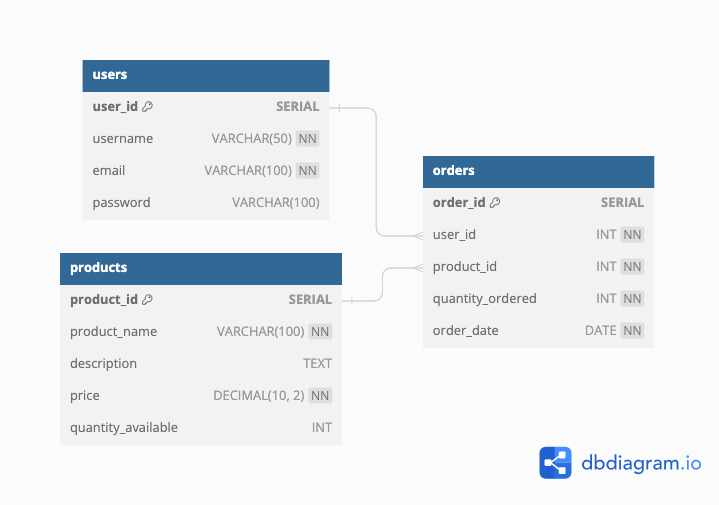 users
user_id SERIAL
username VARCHAR(50) NN
email VARCHAR(100) NN
password VARCHAR(100)
products
product_id SERIAL
product_name VARCHAR(100) NN
description TEXT
price DECIMAL(10, 2) NN
quantity_available INT
orders
order_id SERIAL
user_id INT NN
product_id INT NN
quantity_ordered INT NN
order_date DATE NN
dbdiagram.io